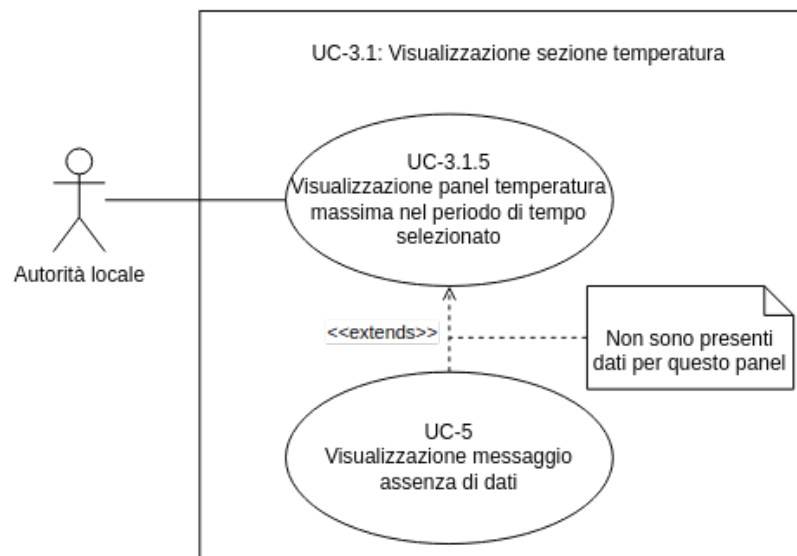 UC-3.1: Visualizzazione sezione temperatura
UC-3.1.5
Visualizzazione panel temperatura
massima nel periodo di tempo
selezionato
Autorità locale
<<extends>>
Non sono presenti
dati per questo panel
UC-5
Visualizzazione messaggio
assenza di dati